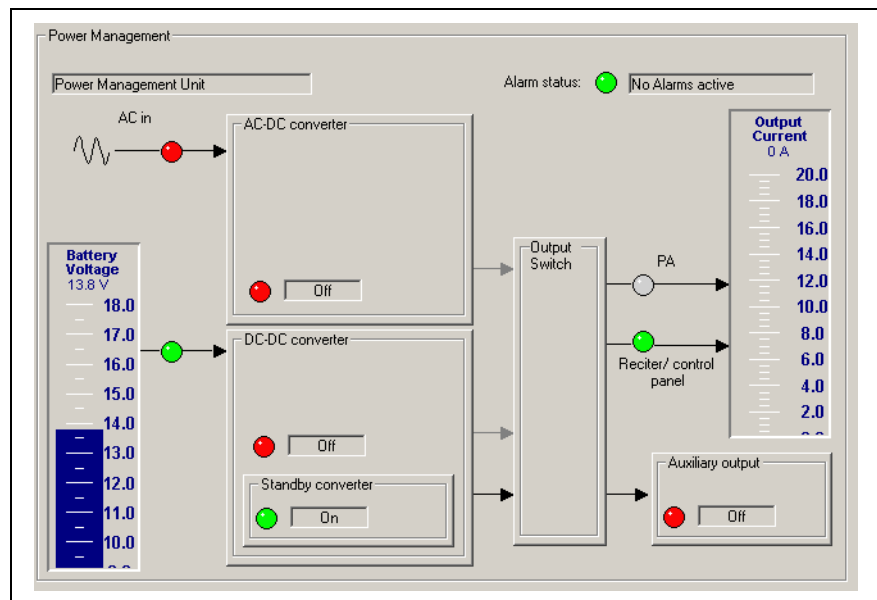 Power Management
Power Management Unit
Alarm status:
No Alarms active
AC in
AC-DC converter
Off
Output
Current
0 A
20.0
18.0
16.0
14.0
12.0
10.0
8.0
6.0
4.0
2.0
Battery
Voltage
13.8 V
18.0
17.0
16.0
15.0
14.0
13.0
12.0
11.0
10.0
Output
Switch
PA
Reciter/ control
panel
DC-DC converter
Off
Standby converter
On
Auxiliary output
Off